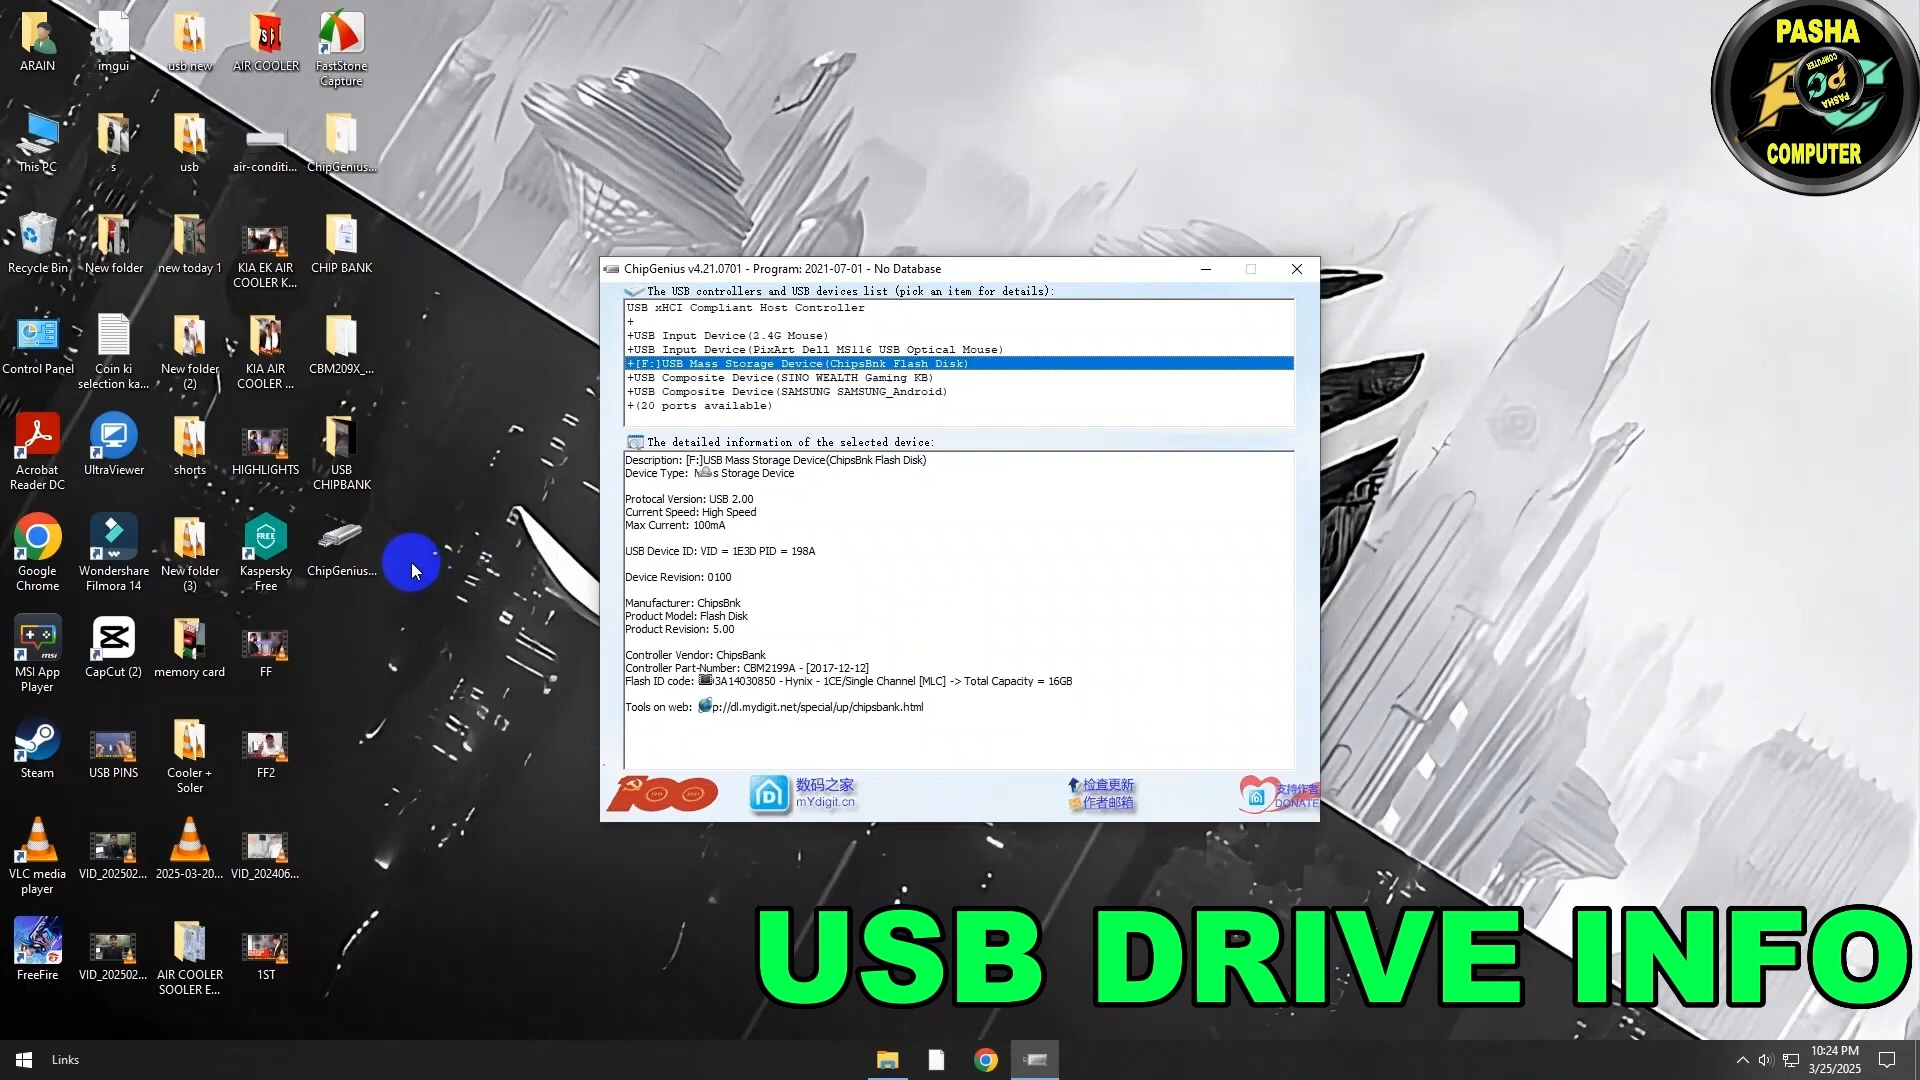 ARAIN
imgui
usb new
AIR COOLER
FastStone
Capture
This PC
s
usb
air-conditi...
ChipGenius...
Recycle Bin
New folder
new today 1
KIA EK AIR
COOLER K...
CHIP BANK
Control Panel
Coin ki
selection ka...
New folder
(2)
KIA AIR
COOLER ...
CBM209X_...
Acrobat
Reader DC
UltraViewer
shorts
HIGHLIGHTS
USB
CHIPBANK
Google
Chrome
Wondershare
Filmora 14
New folder
(3)
FREE
Kaspersky
Free
ChipGenius...
msi
MSI App
Player
CapCut (2)
memory card
FF
Steam
USB PINS
Cooler +
Soler
FF2
VLC media
player
VID_202502...
2025-03-20...
VID_202406...
FreeFire
VID_202502...
AIR COOLER
SOOLER E...
1ST
PASHA
COMPUTER
PC
PASHA
COMPUTER
ChipGenius v4.21.0701 - Program: 2021-07-01 - No Database
The USB controllers and USB devices list (pick an item for details):
USB xHCI Compliant Host Controller
+
+USB Input Device(2.4G Mouse)
+USB Input Device(PixArt Dell MS116 USB Optical Mouse)
+[F:]USB Mass Storage Device(ChipsBnk Flash Disk)
+USB Composite Device(SINO WEALTH Gaming KB)
+USB Composite Device(SAMSUNG SAMSUNG_Android)
+(20 ports available)
The detailed information of the selected device:
Description: [F:]USB Mass Storage Device(ChipsBnk Flash Disk)
Device Type: M s Storage Device
Protocal Version: USB 2.00
Current Speed: High Speed
Max Current: 100mA
USB Device ID: VID = 1E3D PID = 198A
Device Revision: 0100
Manufacturer: ChipsBnk
Product Model: Flash Disk
Product Revision: 5.00
Controller Vendor: ChipsBank
Controller Part-Number: CBM2199A - [2017-12-12]
Flash ID code: 3A14030850 - Hynix - 1CE/Single Channel [MLC] -> Total Capacity = 16GB
Tools on web: p://dl.mydigit.net/special/up/chipsbank.html
100
数码之家
mYdigit.cn
检查更新
作者邮箱
支持作者
DONATE
USB DRIVE INFO
Links
10:24 PM
3/25/2025